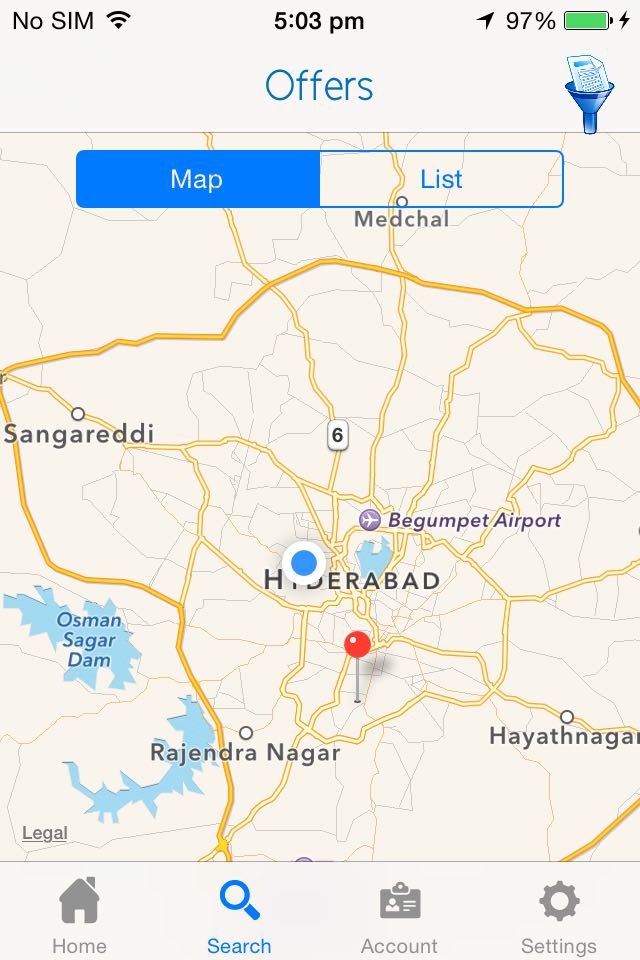 No SIM 5:03 pm 97%
Offers
Map List
Medchal
Sangareddi
6
Begumpet Airport
HYDERABAD
Osman
Sagar
Dam
Rajendra Nagar
Hayathnagar
Legal
Home Search Account Settings